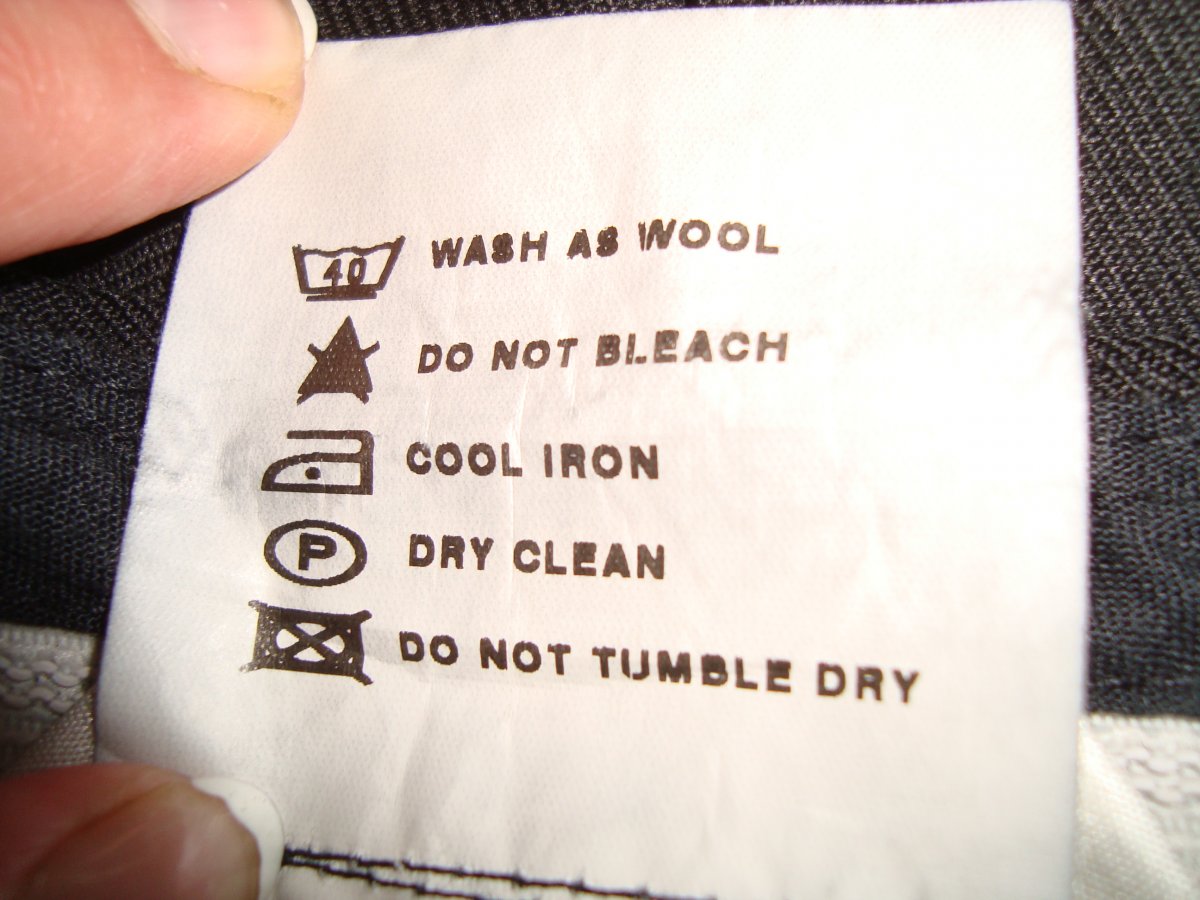 40 WASH AS WOOL
DO NOT BLEACH
COOL IRON
P DRY CLEAN
DO NOT TUMBLE DRY